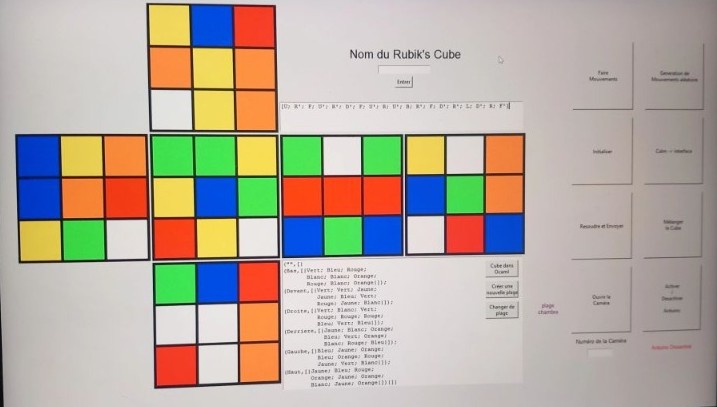 Nom du Rubik's Cube
Entrer
Faire
Mouvements
Génération de
Mouvements aléatoires
Initialiser
Cube -> Interface
Résoudre et Envoyer
Mélanger
le Cube
("",[]
(Bas,[|Vert; Bleu; Rouge;
Blanc; Blanc; Orange;
Rouge; Blanc; Orange|]);
(Devant,[|Vert; Vert; Jaune;
Jaune; Bleu; Vert;
Rouge; Jaune; Blanc|]);
(Droite,[|Vert; Blanc; Vert;
Rouge; Rouge; Rouge;
Bleu; Vert; Bleu|]);
(Derriere,[|Jaune; Blanc; Orange;
Bleu; Vert; Orange;
Blanc; Rouge; Bleu|]);
(Gauche,[|Bleu; Jaune; Orange;
Bleu; Orange; Rouge;
Jaune; Vert; Blanc|]);
(Haut,[|Jaune; Bleu; Rouge;
Orange; Jaune; Orange;
Blanc; Jaune; Orange|])|])
Cube dans
Ocaml
Créer une
nouvelle plage
Changer de
plage
plage
chambre
Ouvrir la
Caméra
Activer
Désactiver
Arduino
Numéro de la Caméra
Arduino Désactivé